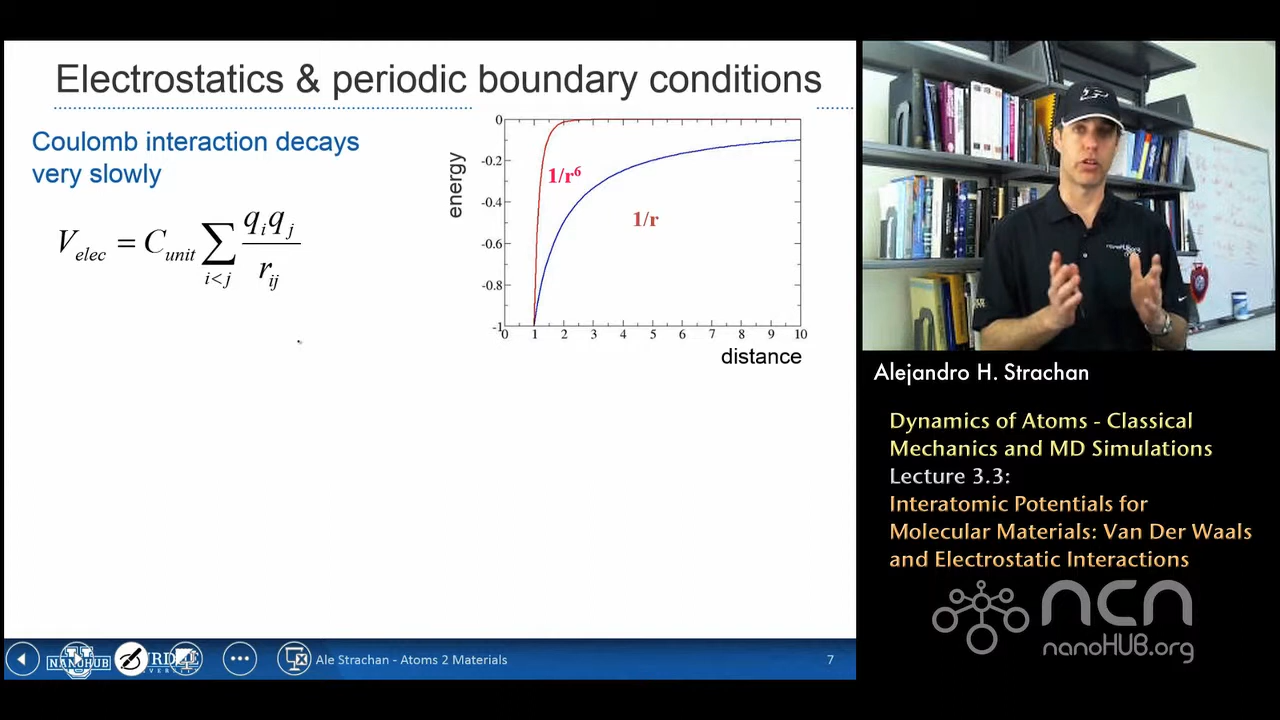 Electrostatics & periodic boundary conditions
Coulomb interaction decays
very slowly
V_elec = C_unit ∑_{i<j} q_i q_j / r_ij
energy
0
-0.2
-0.4
-0.6
-0.8
-1
1/r⁶
1/r
0 1 2 3 4 5 6 7 8 9 10
distance
NANOHUB
Ale Strachan - Atoms 2 Materials
7
Alejandro H. Strachan
Dynamics of Atoms - Classical
Mechanics and MD Simulations
Lecture 3.3:
Interatomic Potentials for
Molecular Materials: Van Der Waals
and Electrostatic Interactions
ncn
nanoHUB.org